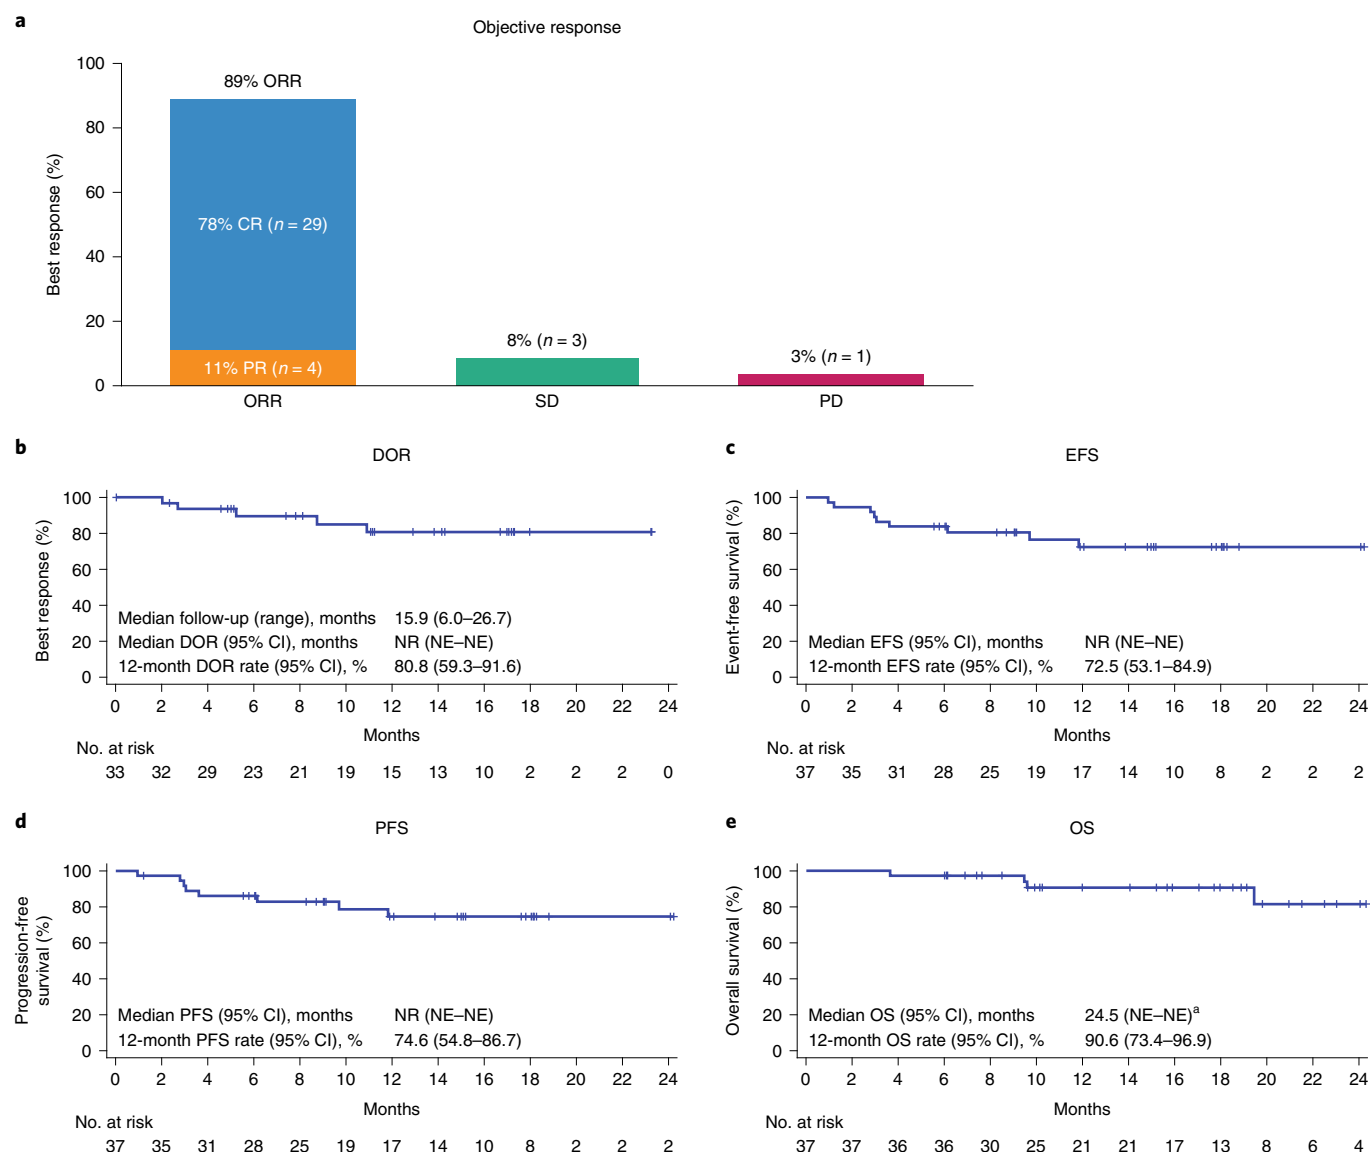 a
Objective response
Best response (%)
100
80
60
40
20
0
89% ORR
78% CR (n = 29)
11% PR (n = 4)
8% (n = 3)
3% (n = 1)
ORR SD PD
b
DOR
Best response (%)
100
80
60
40
20
0
Median follow-up (range), months 15.9 (6.0–26.7)
Median DOR (95% CI), months NR (NE–NE)
12-month DOR rate (95% CI), % 80.8 (59.3–91.6)
0 2 4 6 8 10 12 14 16 18 20 22 24
Months
No. at risk
33 32 29 23 21 19 15 13 10 2 2 2 0
c
EFS
Event-free survival (%)
100
80
60
40
20
0
Median EFS (95% CI), months NR (NE–NE)
12-month EFS rate (95% CI), % 72.5 (53.1–84.9)
0 2 4 6 8 10 12 14 16 18 20 22 24
Months
No. at risk
37 35 31 28 25 19 17 14 10 8 2 2 2
d
PFS
Progression-free
survival (%)
100
80
60
40
20
0
Median PFS (95% CI), months NR (NE–NE)
12-month PFS rate (95% CI), % 74.6 (54.8–86.7)
0 2 4 6 8 10 12 14 16 18 20 22 24
Months
No. at risk
37 35 31 28 25 19 17 14 10 8 2 2 2
e
OS
Overall survival (%)
100
80
60
40
20
0
Median OS (95% CI), months 24.5 (NE–NE)ᵃ
12-month OS rate (95% CI), % 90.6 (73.4–96.9)
0 2 4 6 8 10 12 14 16 18 20 22 24
Months
No. at risk
37 37 36 36 30 25 21 21 17 13 8 6 4